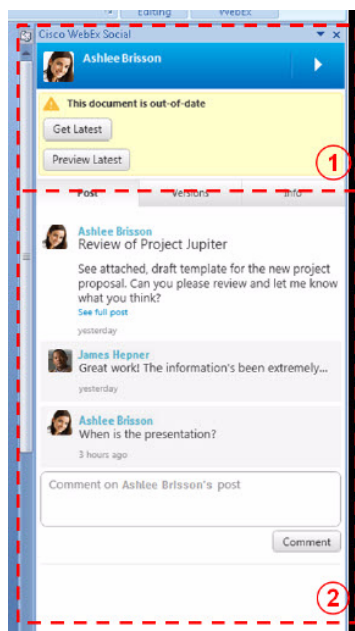 Editing WebEx
Cisco WebEx Social
Ashlee Brisson
This document is out-of-date
Get Latest
Preview Latest
1
Post Versions Info
Ashlee Brisson
Review of Project Jupiter
See attached, draft template for the new project
proposal. Can you please review and let me know
what you think?
See full post
yesterday
James Hepner
Great work! The information's been extremely...
yesterday
Ashlee Brisson
When is the presentation?
3 hours ago
Comment on Ashlee Brisson's post
Comment
2